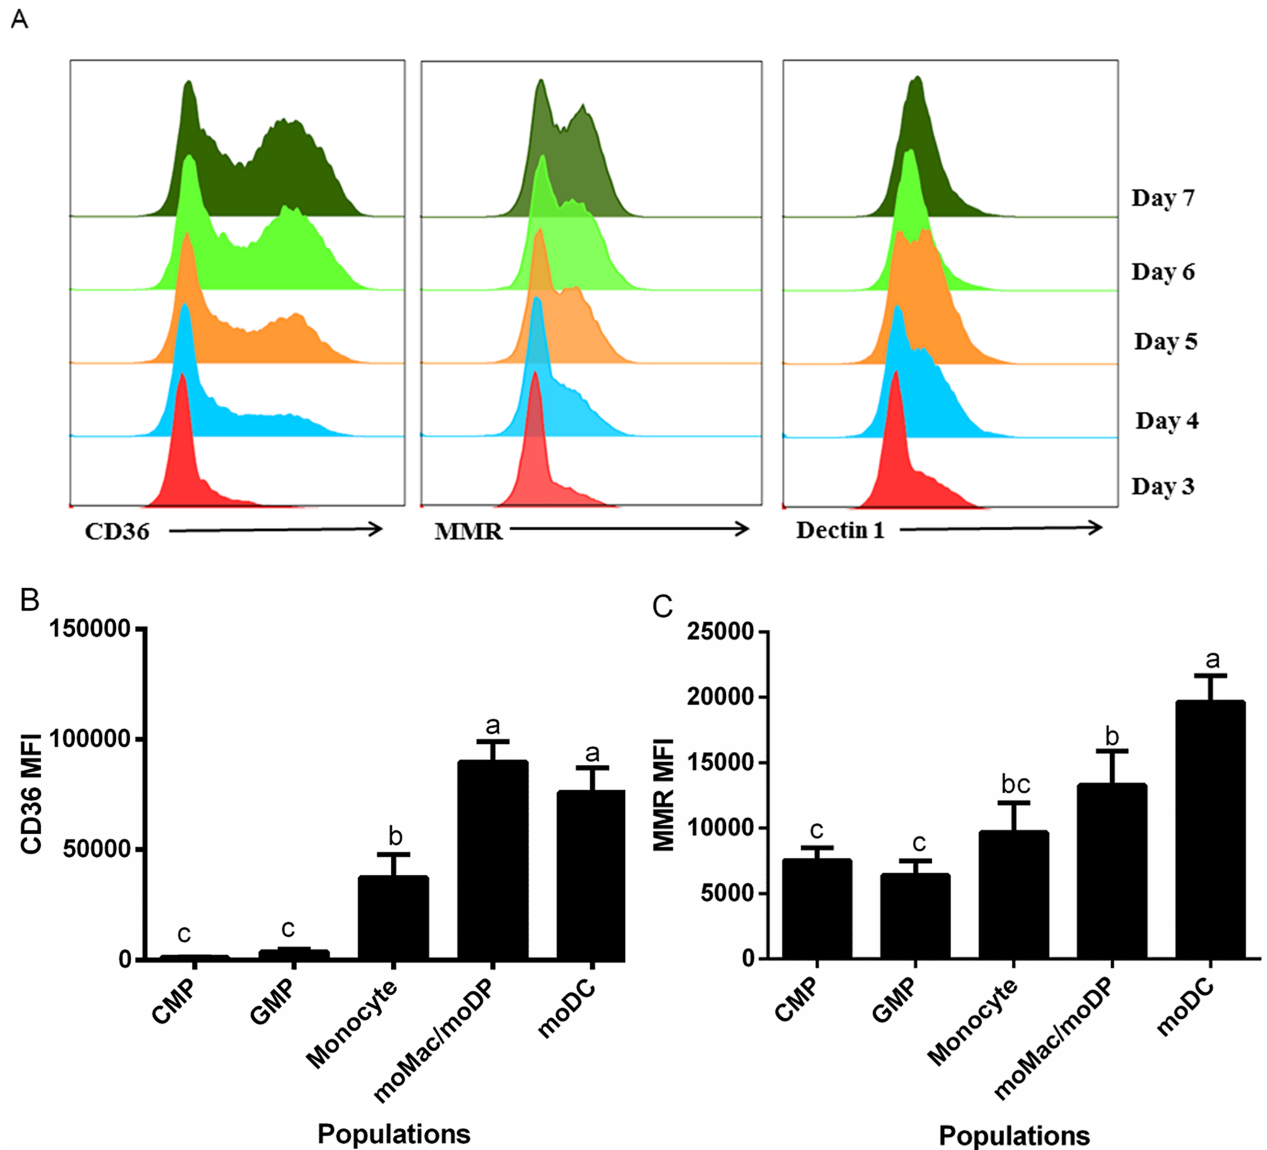 A
Day 7
Day 6
Day 5
Day 4
Day 3
CD36
MMR
Dectin 1
B
150000
100000
50000
0
CD36 MFI
c
c
b
a
a
CMP
GMP
Monocyte
moMac/moDP
moDC
Populations
C
25000
20000
15000
10000
5000
0
MMR MFI
c
c
bc
b
a
CMP
GMP
Monocyte
moMac/moDP
moDC
Populations